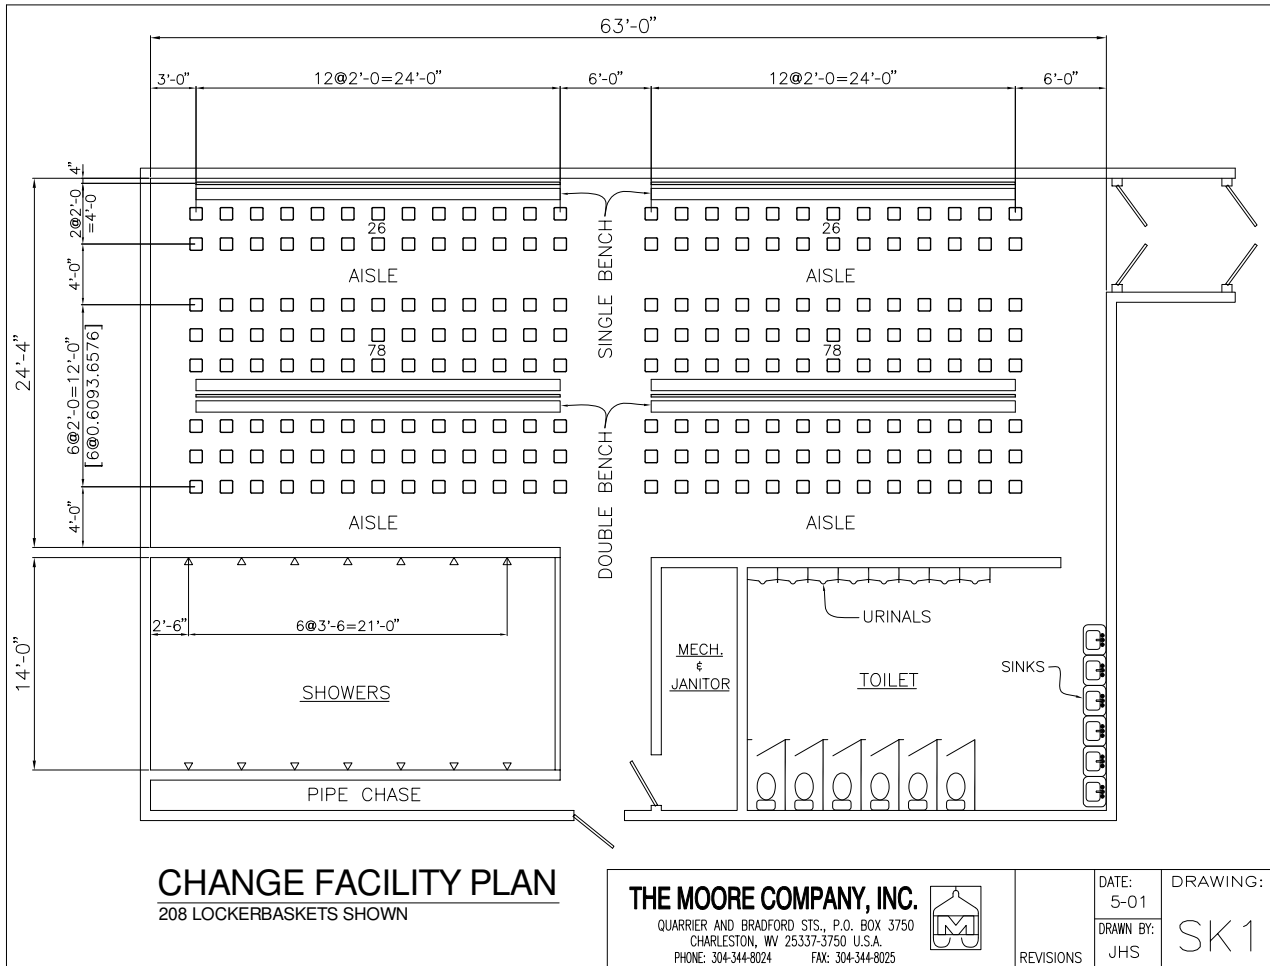 63'-0"
3'-0"
12@2'-0=24'-0"
6'-0"
12@2'-0=24'-0"
6'-0"
4"
2@2'-0
=4'-0
4'-0"
24'-4"
6@2'-0=12'-0"
[6@0.6093.6576]
4'-0"
14'-0"
26
26
AISLE
AISLE
SINGLE BENCH
78
78
DOUBLE BENCH
AISLE
AISLE
2'-6"
6@3'-6=21'-0"
SHOWERS
PIPE CHASE
MECH.
&
JANITOR
URINALS
TOILET
SINKS
CHANGE FACILITY PLAN
208 LOCKERBASKETS SHOWN
THE MOORE COMPANY, INC.
QUARRIER AND BRADFORD STS., P.O. BOX 3750
CHARLESTON, WV 25337-3750 U.S.A.
PHONE: 304-344-8024 FAX: 304-344-8025
M
REVISIONS
DATE:
5-01
DRAWN BY:
JHS
DRAWING:
SK1